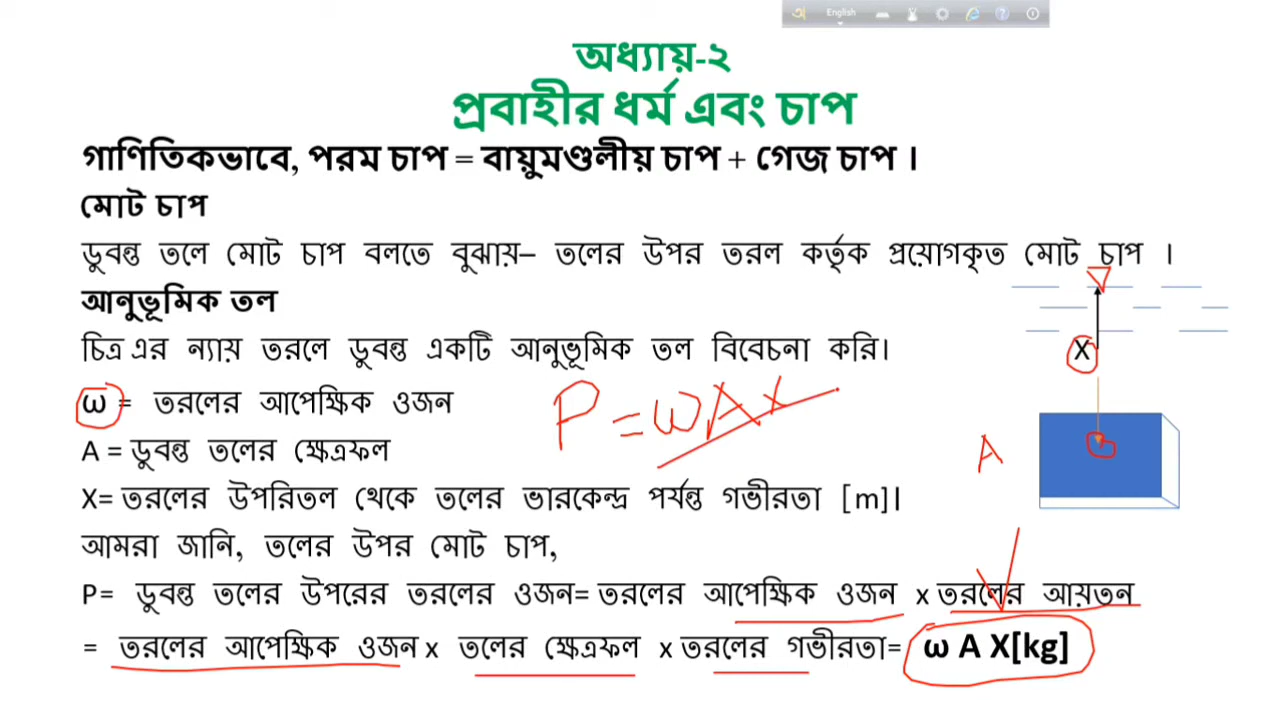 English
অধ্যায়-২
প্রবাহীর ধর্ম এবং চাপ
গাণিতিকভাবে, পরম চাপ = বায়ুমণ্ডলীয় চাপ + গেজ চাপ ।
মোট চাপ
ডুবন্ত তলে মোট চাপ বলতে বুঝায়– তলের উপর তরল কর্তৃক প্রয়োগকৃত মোট চাপ ।
আনুভূমিক তল
চিত্র এর ন্যায় তরলে ডুবন্ত একটি আনুভূমিক তল বিবেচনা করি।
X
ω = তরলের আপেক্ষিক ওজন
P = ωAx
A = ডুবন্ত তলের ক্ষেত্রফল
A
X= তরলের উপরিতল থেকে তলের ভারকেন্দ্র পর্যন্ত গভীরতা [m]।
আমরা জানি, তলের উপর মোট চাপ,
P= ডুবন্ত তলের উপরের তরলের ওজন= তরলের আপেক্ষিক ওজন x তরলের আয়তন
= তরলের আপেক্ষিক ওজন x তলের ক্ষেত্রফল x তরলের গভীরতা= ω A X[kg]